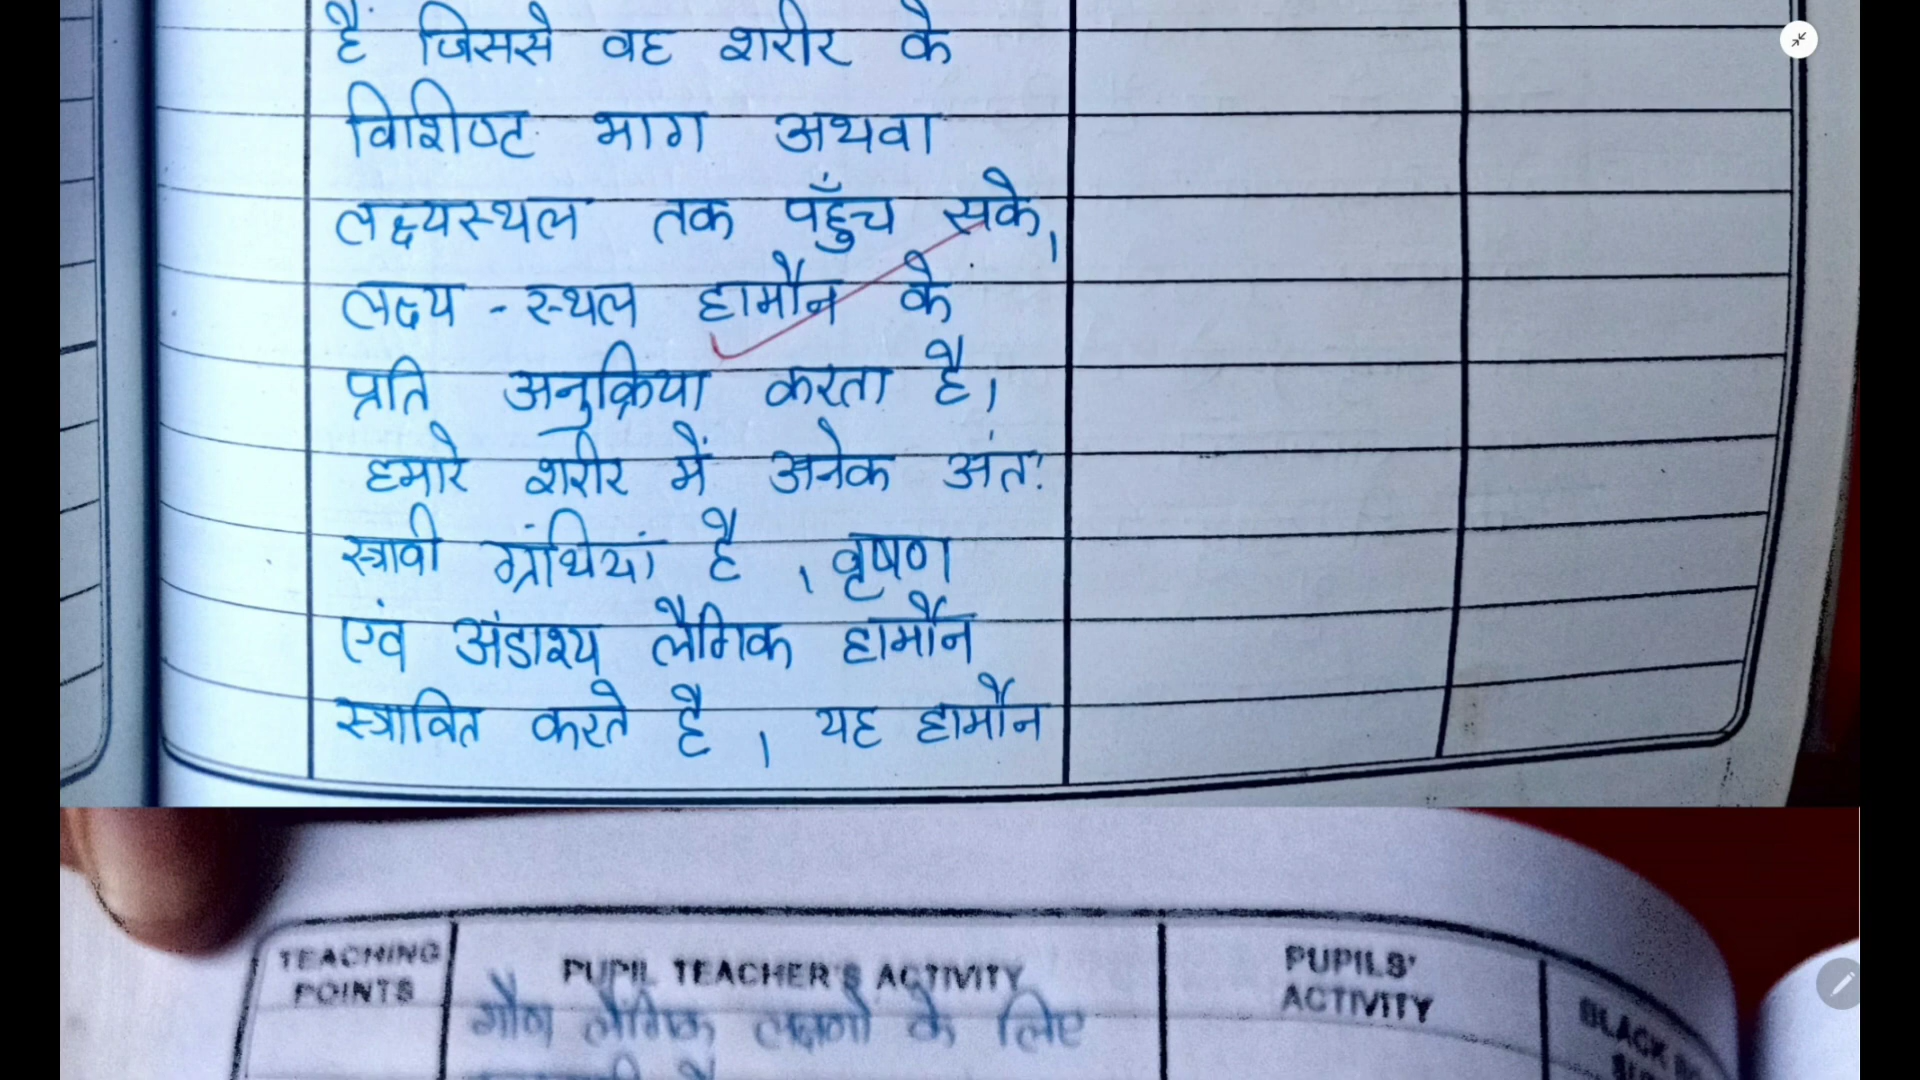 हैं जिससे वह शरीर के
विशिष्ट भाग अथवा
लक्ष्यस्थल तक पहुँच सके,
लक्ष्य - स्थल हार्मोन के
प्रति अनुक्रिया करता है।
हमारे शरीर में अनेक अंतः
स्त्रावी ग्रंथियां है , वृषण
एवं अंडाश्य लैगिक हार्मोन
स्त्रावित करते है , यह हार्मोन
TEACHING POINTS
PUPIL TEACHER'S ACTIVITY
PUPILS' ACTIVITY
BLACK
गौण लैंगिक लक्षणों के लिए